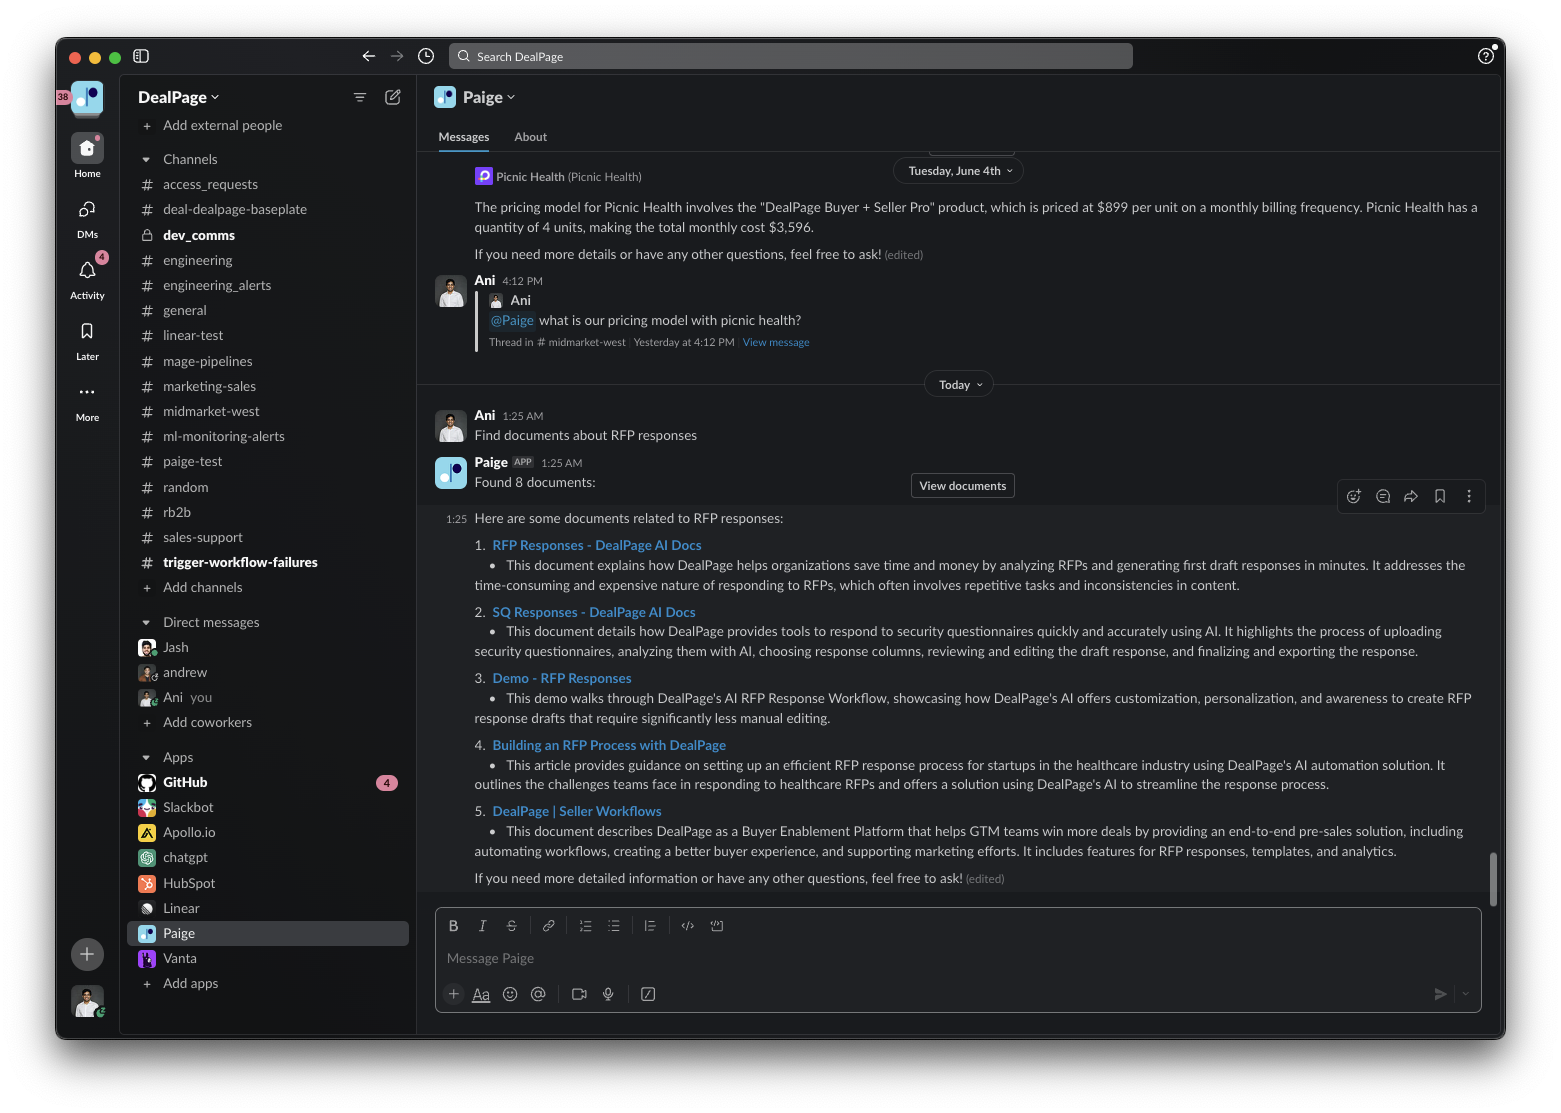 Search DealPage
38
DealPage
Add external people
Home
DMs
4
Activity
Later
More
Channels
# access_requests
# deal-dealpage-baseplate
dev_comms
# engineering
# engineering_alerts
# general
# linear-test
# mage-pipelines
# marketing-sales
# midmarket-west
# ml-monitoring-alerts
# paige-test
# random
# rb2b
# sales-support
# trigger-workflow-failures
+ Add channels
Direct messages
Jash
andrew
Ani you
+ Add coworkers
Apps
GitHub 4
Slackbot
Apollo.io
chatgpt
HubSpot
Linear
Paige
Vanta
+ Add apps
Paige
Messages About
Tuesday, June 4th
Picnic Health (Picnic Health)
The pricing model for Picnic Health involves the "DealPage Buyer + Seller Pro" product, which is priced at $899 per unit on a monthly billing frequency. Picnic Health has a
quantity of 4 units, making the total monthly cost $3,596.
If you need more details or have any other questions, feel free to ask! (edited)
Ani 4:12 PM
Ani
@Paige what is our pricing model with picnic health?
Thread in # midmarket-west | Yesterday at 4:12 PM | View message
Today
Ani 1:25 AM
Find documents about RFP responses
Paige APP 1:25 AM
Found 8 documents:
View documents
1:25 Here are some documents related to RFP responses:
1. RFP Responses - DealPage AI Docs
• This document explains how DealPage helps organizations save time and money by analyzing RFPs and generating first draft responses in minutes. It addresses the
time-consuming and expensive nature of responding to RFPs, which often involves repetitive tasks and inconsistencies in content.
2. SQ Responses - DealPage AI Docs
• This document details how DealPage provides tools to respond to security questionnaires quickly and accurately using AI. It highlights the process of uploading
security questionnaires, analyzing them with AI, choosing response columns, reviewing and editing the draft response, and finalizing and exporting the response.
3. Demo - RFP Responses
• This demo walks through DealPage's AI RFP Response Workflow, showcasing how DealPage's AI offers customization, personalization, and awareness to create RFP
response drafts that require significantly less manual editing.
4. Building an RFP Process with DealPage
• This article provides guidance on setting up an efficient RFP response process for startups in the healthcare industry using DealPage's AI automation solution. It
outlines the challenges teams face in responding to healthcare RFPs and offers a solution using DealPage's AI to streamline the response process.
5. DealPage | Seller Workflows
• This document describes DealPage as a Buyer Enablement Platform that helps GTM teams win more deals by providing an end-to-end pre-sales solution, including
automating workflows, creating a better buyer experience, and supporting marketing efforts. It includes features for RFP responses, templates, and analytics.
If you need more detailed information or have any other questions, feel free to ask! (edited)
B I S
Message Paige
+ Aa @